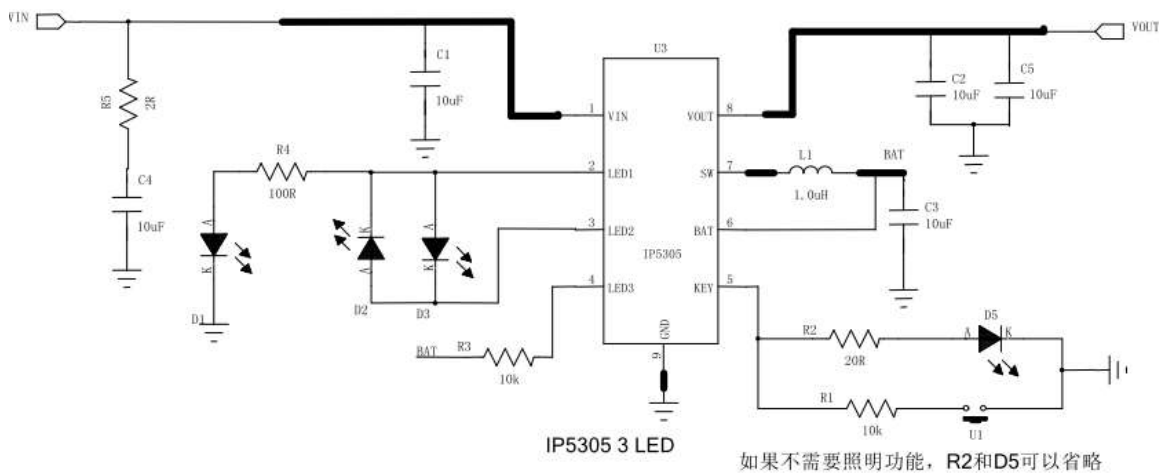 VIN
VOUT
R5
2R
C4
10uF
C1
10uF
U3
C2
10uF
C5
10uF
1
VIN
VOUT
8
R4
100R
2
LED1
SW
7
L1
1.0uH
BAT
C3
10uF
3
LED2
BAT
6
IP5305
4
LED3
KEY
5
A
K
D1
K
A
D2
A
K
D3
BAT
R3
10k
GND
9
R2
20R
A
D5
K
R1
10k
U1
IP5305 3 LED
如果不需要照明功能，R2和D5可以省略